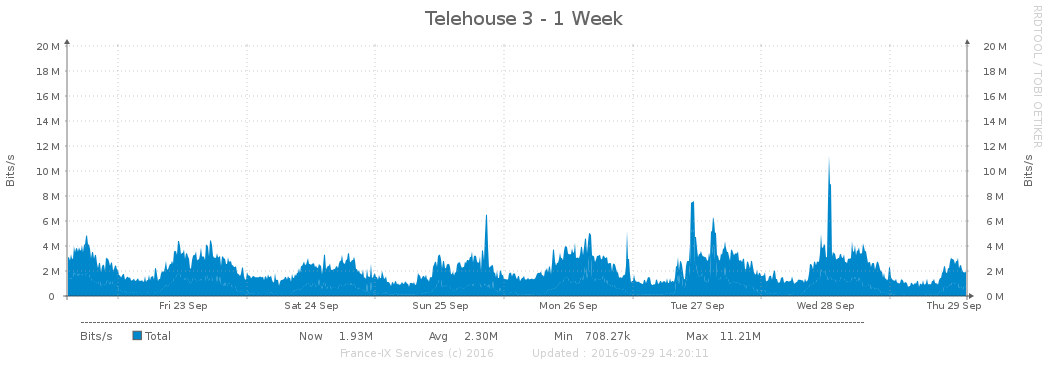 Telehouse 3 - 1 Week
RRDTOOL / TOBI OETIKER
Bits/s
Bits/s
20 M 20 M
18 M 18 M
16 M 16 M
14 M 14 M
12 M 12 M
10 M 10 M
8 M 8 M
6 M 6 M
4 M 4 M
2 M 2 M
0 0 M
Fri 23 Sep Sat 24 Sep Sun 25 Sep Mon 26 Sep Tue 27 Sep Wed 28 Sep Thu 29 Sep
Bits/s Total Now 1.93M Avg 2.30M Min 708.27k Max 11.21M
France-IX Services (c) 2016 Updated : 2016-09-29 14:20:11